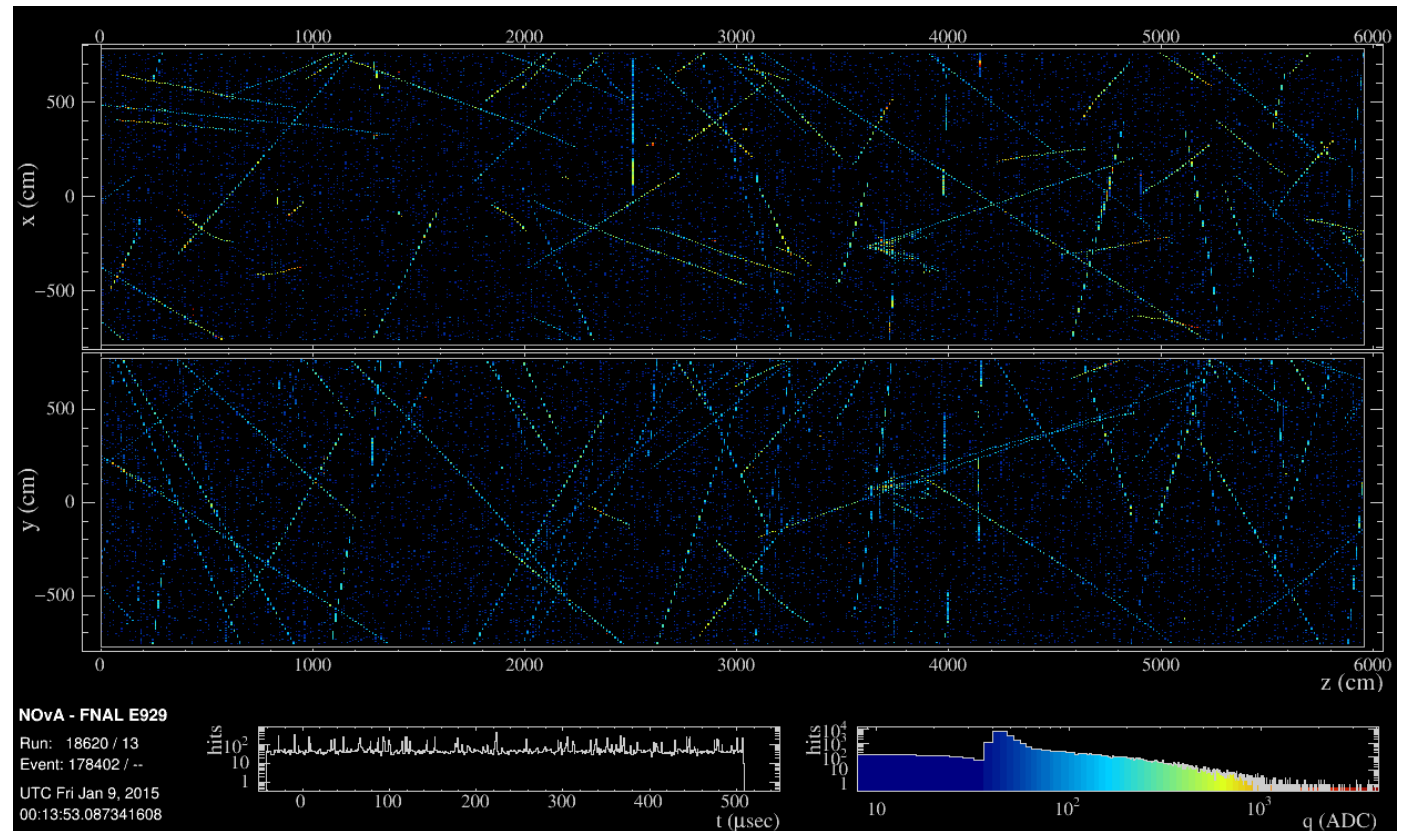 0 1000 2000 3000 4000 5000 6000
500
0
−500
x (cm)
500
0
−500
y (cm)
0 1000 2000 3000 4000 5000 6000
z (cm)
NOvA - FNAL E929
Run: 18620 / 13
Event: 178402 / --
UTC Fri Jan 9, 2015
00:13:53.087341608
hits
10²
10
1
0 100 200 300 400 500
t (μsec)
hits
10⁴
10³
10²
10
1
10 10² 10³
q (ADC)